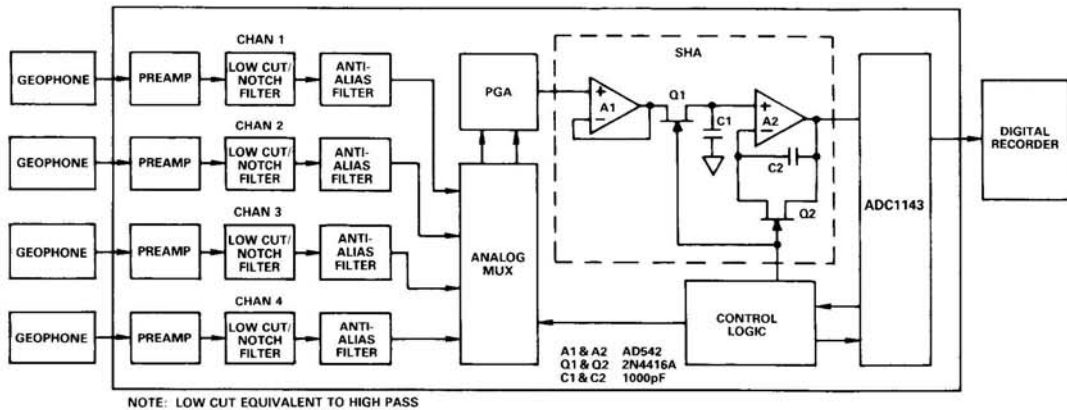 CHAN 1
GEOPHONE
PREAMP
LOW CUT/
NOTCH
FILTER
ANTI-
ALIAS
FILTER
CHAN 2
GEOPHONE
PREAMP
LOW CUT/
NOTCH
FILTER
ANTI-
ALIAS
FILTER
CHAN 3
GEOPHONE
PREAMP
LOW CUT/
NOTCH
FILTER
ANTI-
ALIAS
FILTER
CHAN 4
GEOPHONE
PREAMP
LOW CUT/
NOTCH
FILTER
ANTI-
ALIAS
FILTER
PGA
ANALOG
MUX
SHA
+
A1
−
Q1
C1
+
A2
−
C2
Q2
CONTROL
LOGIC
ADC1143
DIGITAL
RECORDER
A1 & A2 AD542
Q1 & Q2 2N4416A
C1 & C2 1000pF
NOTE: LOW CUT EQUIVALENT TO HIGH PASS